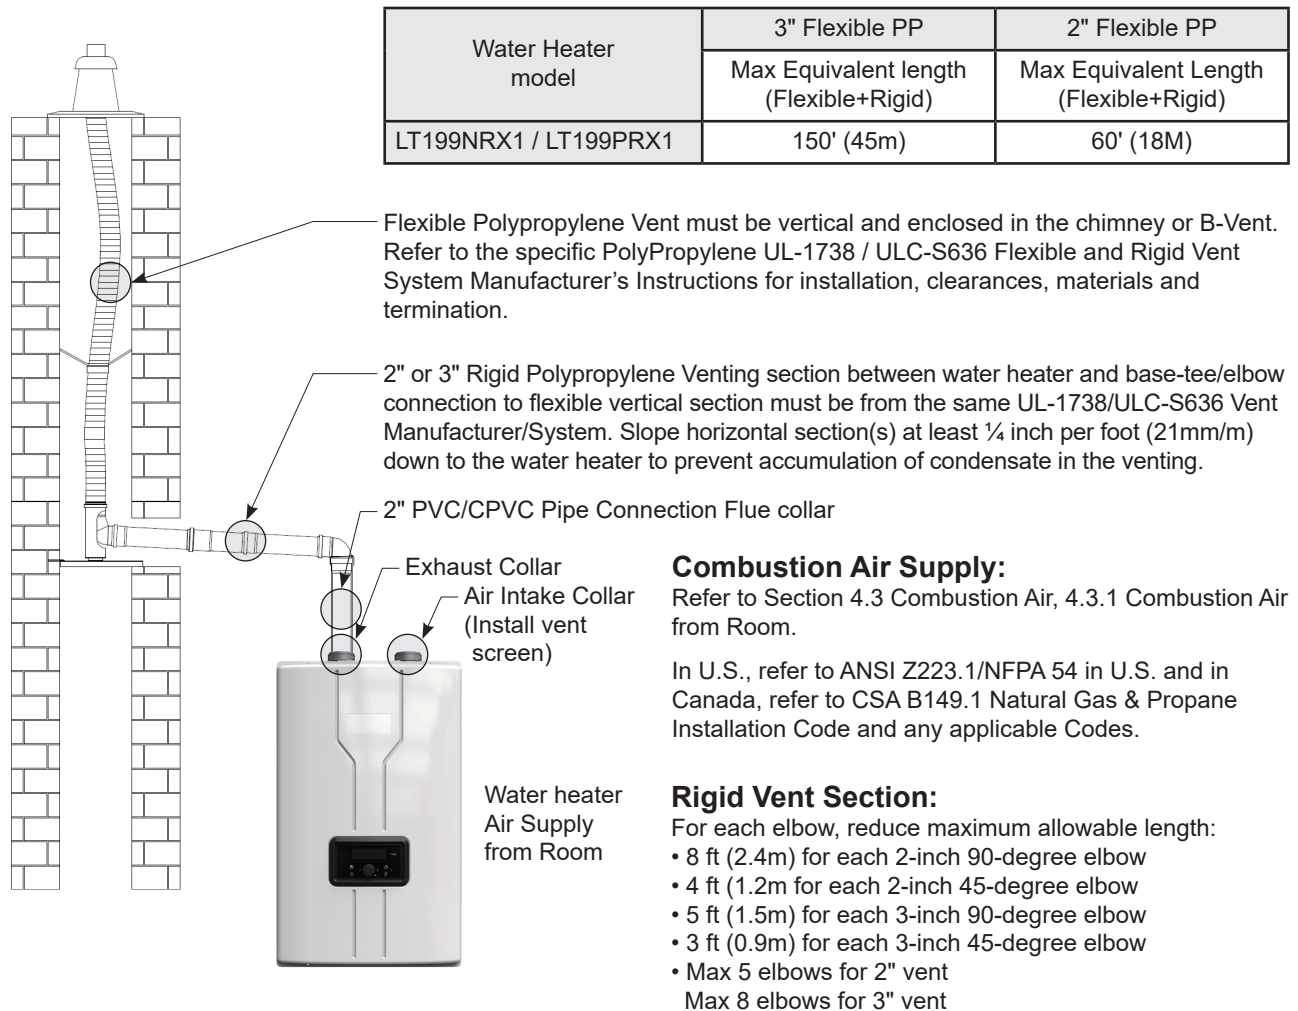 Water Heater
model
3" Flexible PP
2" Flexible PP
Max Equivalent length
(Flexible+Rigid)
Max Equivalent Length
(Flexible+Rigid)
LT199NRX1 / LT199PRX1
150' (45m)
60' (18M)
Flexible Polypropylene Vent must be vertical and enclosed in the chimney or B-Vent.
Refer to the specific PolyPropylene UL-1738 / ULC-S636 Flexible and Rigid Vent
System Manufacturer’s Instructions for installation, clearances, materials and
termination.
2" or 3" Rigid Polypropylene Venting section between water heater and base-tee/elbow
connection to flexible vertical section must be from the same UL-1738/ULC-S636 Vent
Manufacturer/System. Slope horizontal section(s) at least ¼ inch per foot (21mm/m)
down to the water heater to prevent accumulation of condensate in the venting.
2" PVC/CPVC Pipe Connection Flue collar
Exhaust Collar
Air Intake Collar
(Install vent
screen)
Water heater
Air Supply
from Room
Combustion Air Supply:
Refer to Section 4.3 Combustion Air, 4.3.1 Combustion Air
from Room.
In U.S., refer to ANSI Z223.1/NFPA 54 in U.S. and in
Canada, refer to CSA B149.1 Natural Gas & Propane
Installation Code and any applicable Codes.
Rigid Vent Section:
For each elbow, reduce maximum allowable length:
• 8 ft (2.4m) for each 2-inch 90-degree elbow
• 4 ft (1.2m for each 2-inch 45-degree elbow
• 5 ft (1.5m) for each 3-inch 90-degree elbow
• 3 ft (0.9m) for each 3-inch 45-degree elbow
• Max 5 elbows for 2" vent
Max 8 elbows for 3" vent